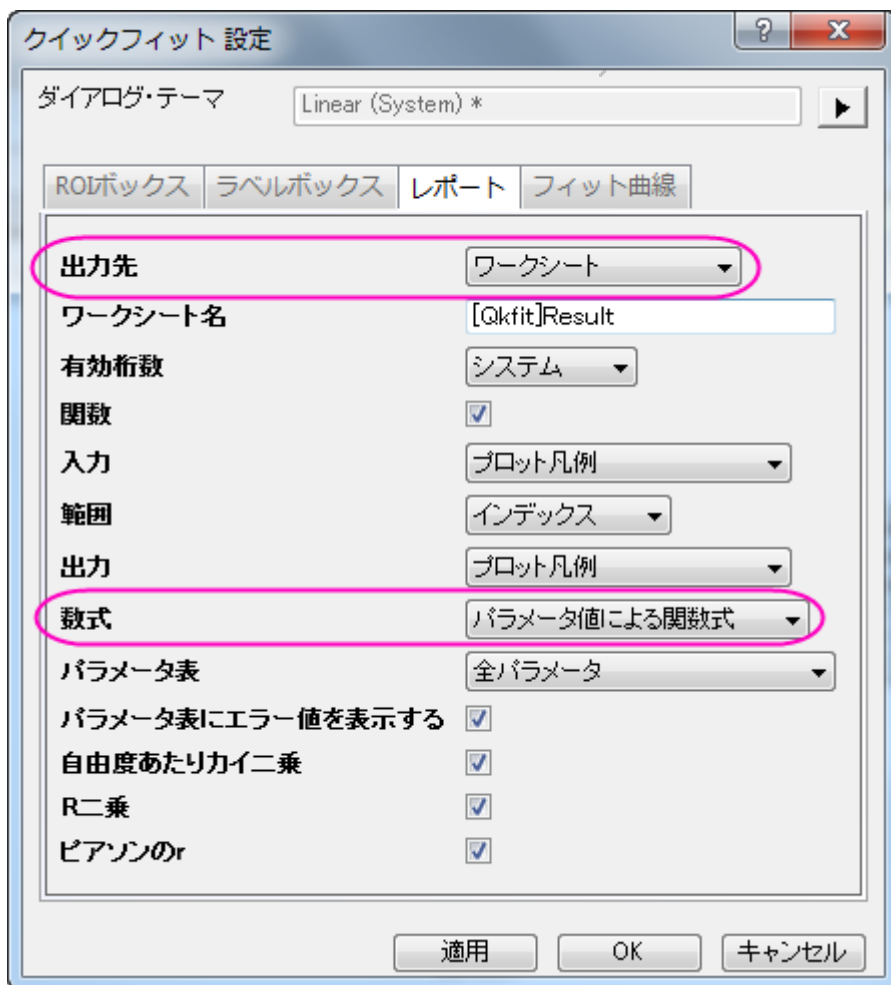 クイックフィット 設定
?
ダイアログ・テーマ Linear (System) *
ROIボックス ラベルボックス レポート フィット曲線
出力先 ワークシート
ワークシート名 [Qkfit]Result
有効桁数 システム
関数
入力 プロット凡例
範囲 インデックス
出力 プロット凡例
数式 パラメータ値による関数式
パラメータ表 全パラメータ
パラメータ表にエラー値を表示する
自由度あたりカイ二乗
R二乗
ピアソンのr
適用 OK キャンセル